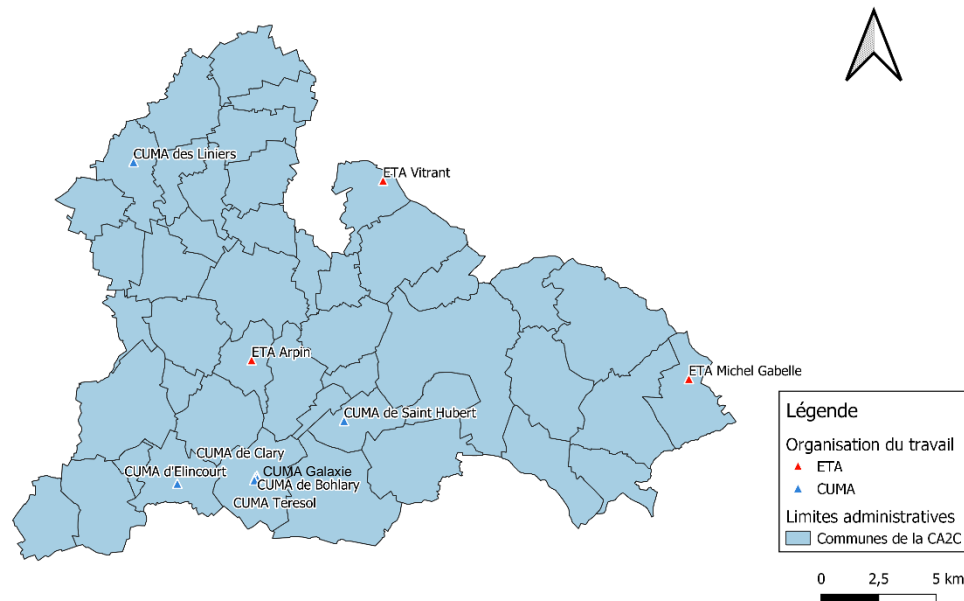 CUMA des Liniers
ETA Vitrant
ETA Arpin
ETA Michel Gabelle
CUMA de Saint Hubert
CUMA de Clary
CUMA d'Elincourt
CUMA Galaxie
CUMA de Bohlary
CUMA Teresol
Légende
Organisation du travail
ETA
CUMA
Limites administratives
Communes de la CA2C
0 2,5 5 km